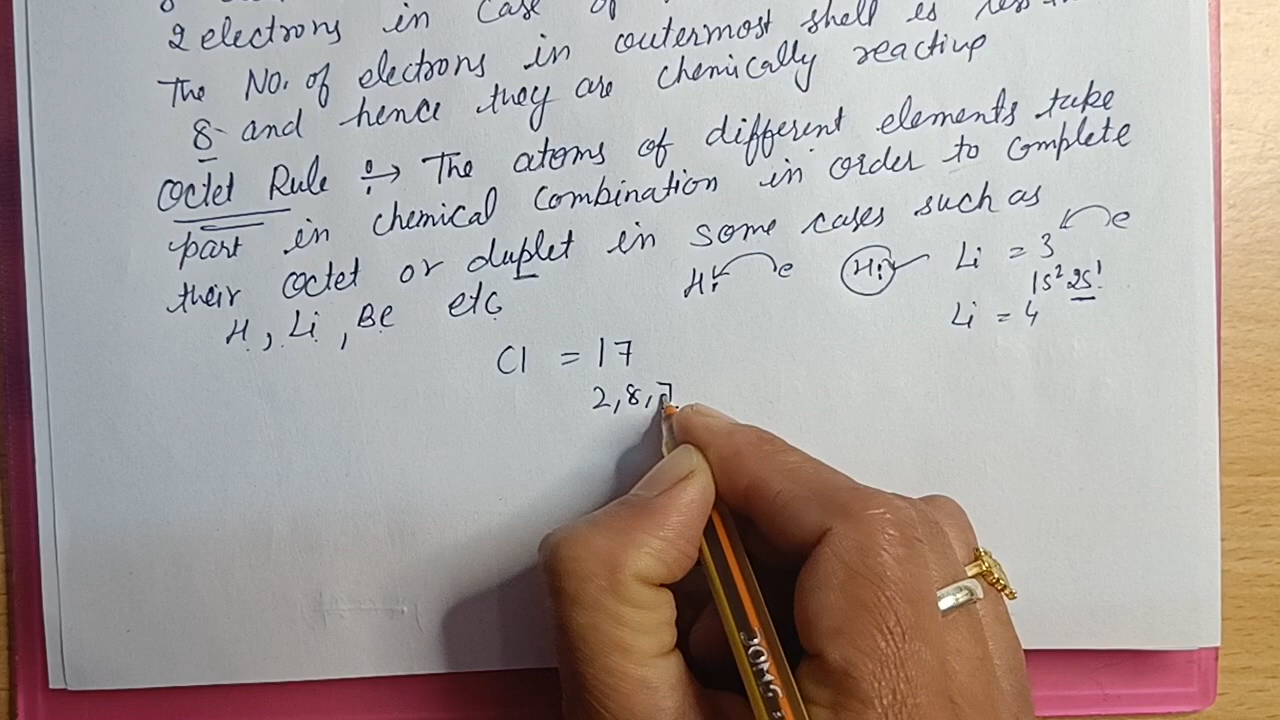 2 electrons in case of
The No. of electrons in outermost shell is less
8 and hence they are chemically reactive
Octet Rule :→ The atoms of different elements take
part in chemical combination in order to complete
their octet or duplet in some cases such as
H, Li, Be etc
H: e
H:
Li = 3 e
1s² 2s¹
Li = 4
Cl = 17
2,8,7